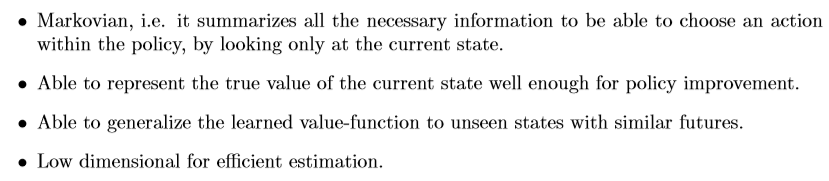 • Markovian, i.e. it summarizes all the necessary information to be able to choose an action
within the policy, by looking only at the current state.
• Able to represent the true value of the current state well enough for policy improvement.
• Able to generalize the learned value-function to unseen states with similar futures.
• Low dimensional for efficient estimation.